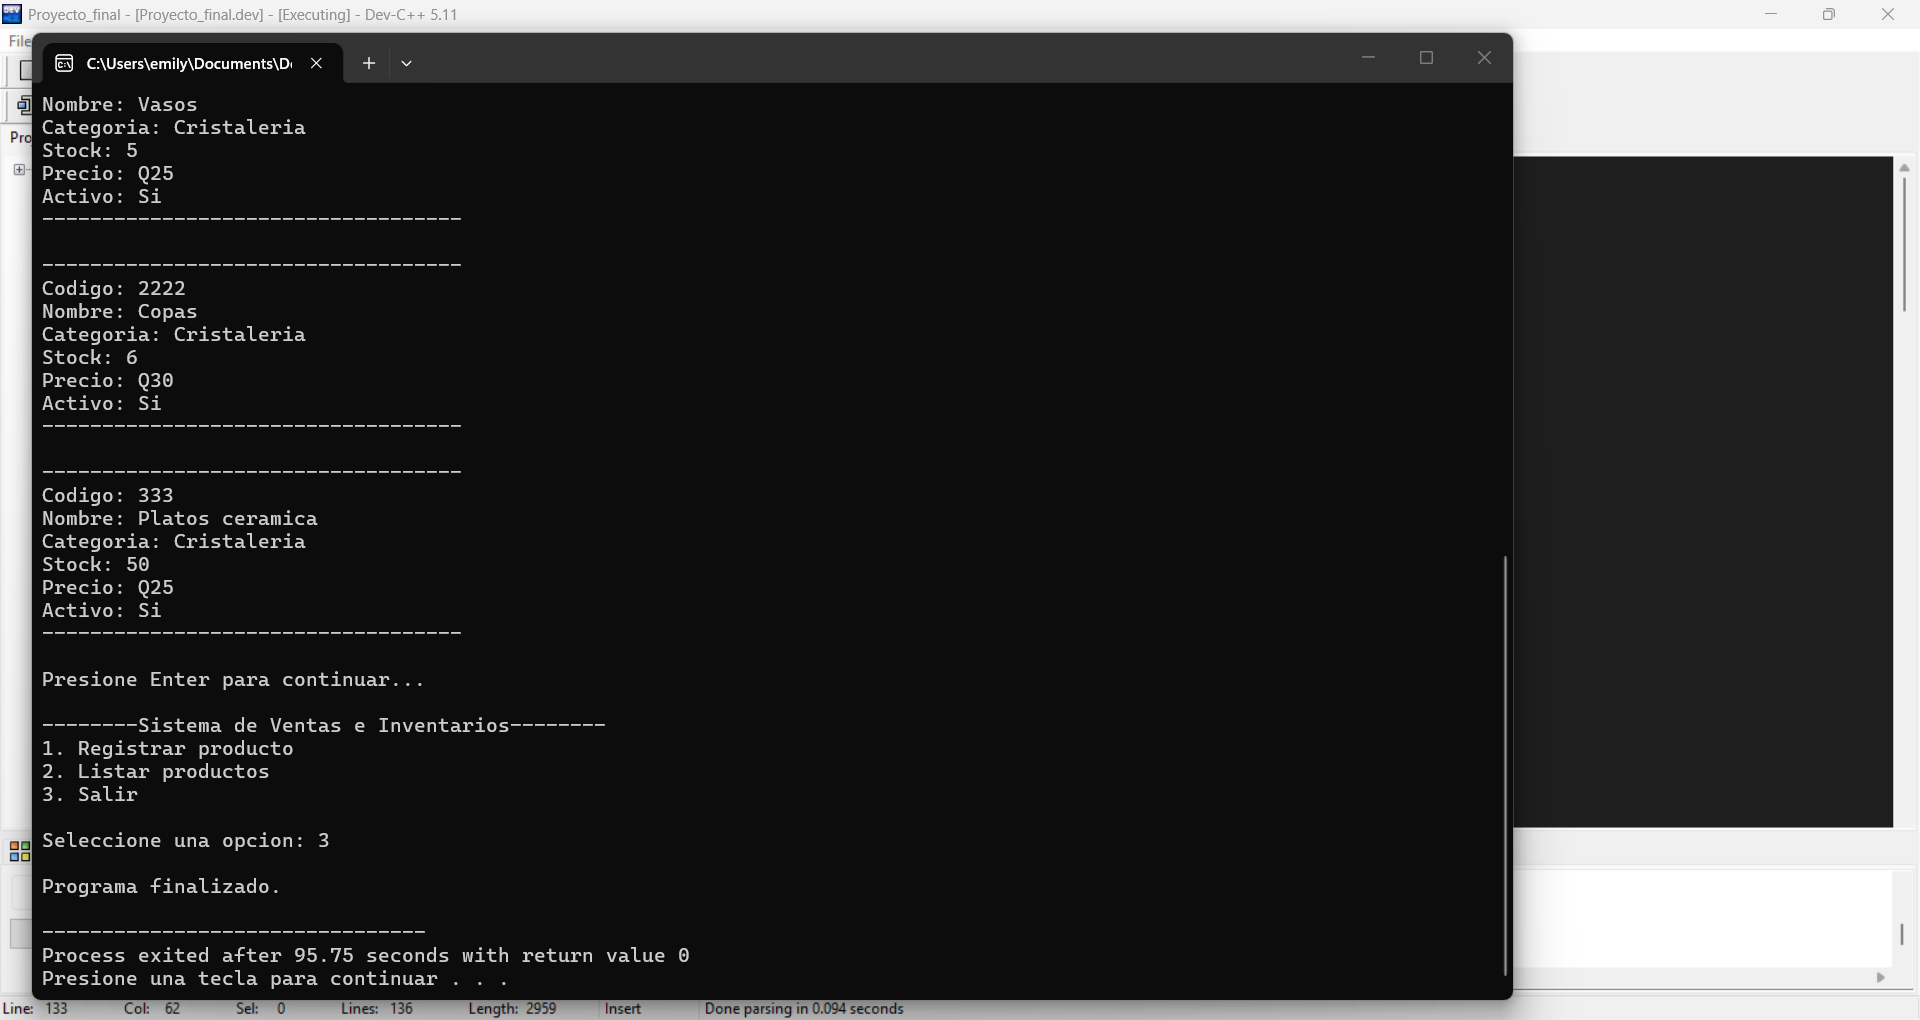 Proyecto_final - [Proyecto_final.dev] - [Executing] - Dev-C++ 5.11
File
C:\Users\emily\Documents\D
Pro
Nombre: Vasos
Categoria: Cristaleria
Stock: 5
Precio: Q25
Activo: Si
-----------------------------------
-----------------------------------
Codigo: 2222
Nombre: Copas
Categoria: Cristaleria
Stock: 6
Precio: Q30
Activo: Si
-----------------------------------
-----------------------------------
Codigo: 333
Nombre: Platos ceramica
Categoria: Cristaleria
Stock: 50
Precio: Q25
Activo: Si
-----------------------------------
Presione Enter para continuar...
--------Sistema de Ventas e Inventarios--------
1. Registrar producto
2. Listar productos
3. Salir
Seleccione una opcion: 3
Programa finalizado.
--------------------------------
Process exited after 95.75 seconds with return value 0
Presione una tecla para continuar . . .
Line: 133 Col: 62 Sel: 0 Lines: 136 Length: 2959 Insert Done parsing in 0.094 seconds